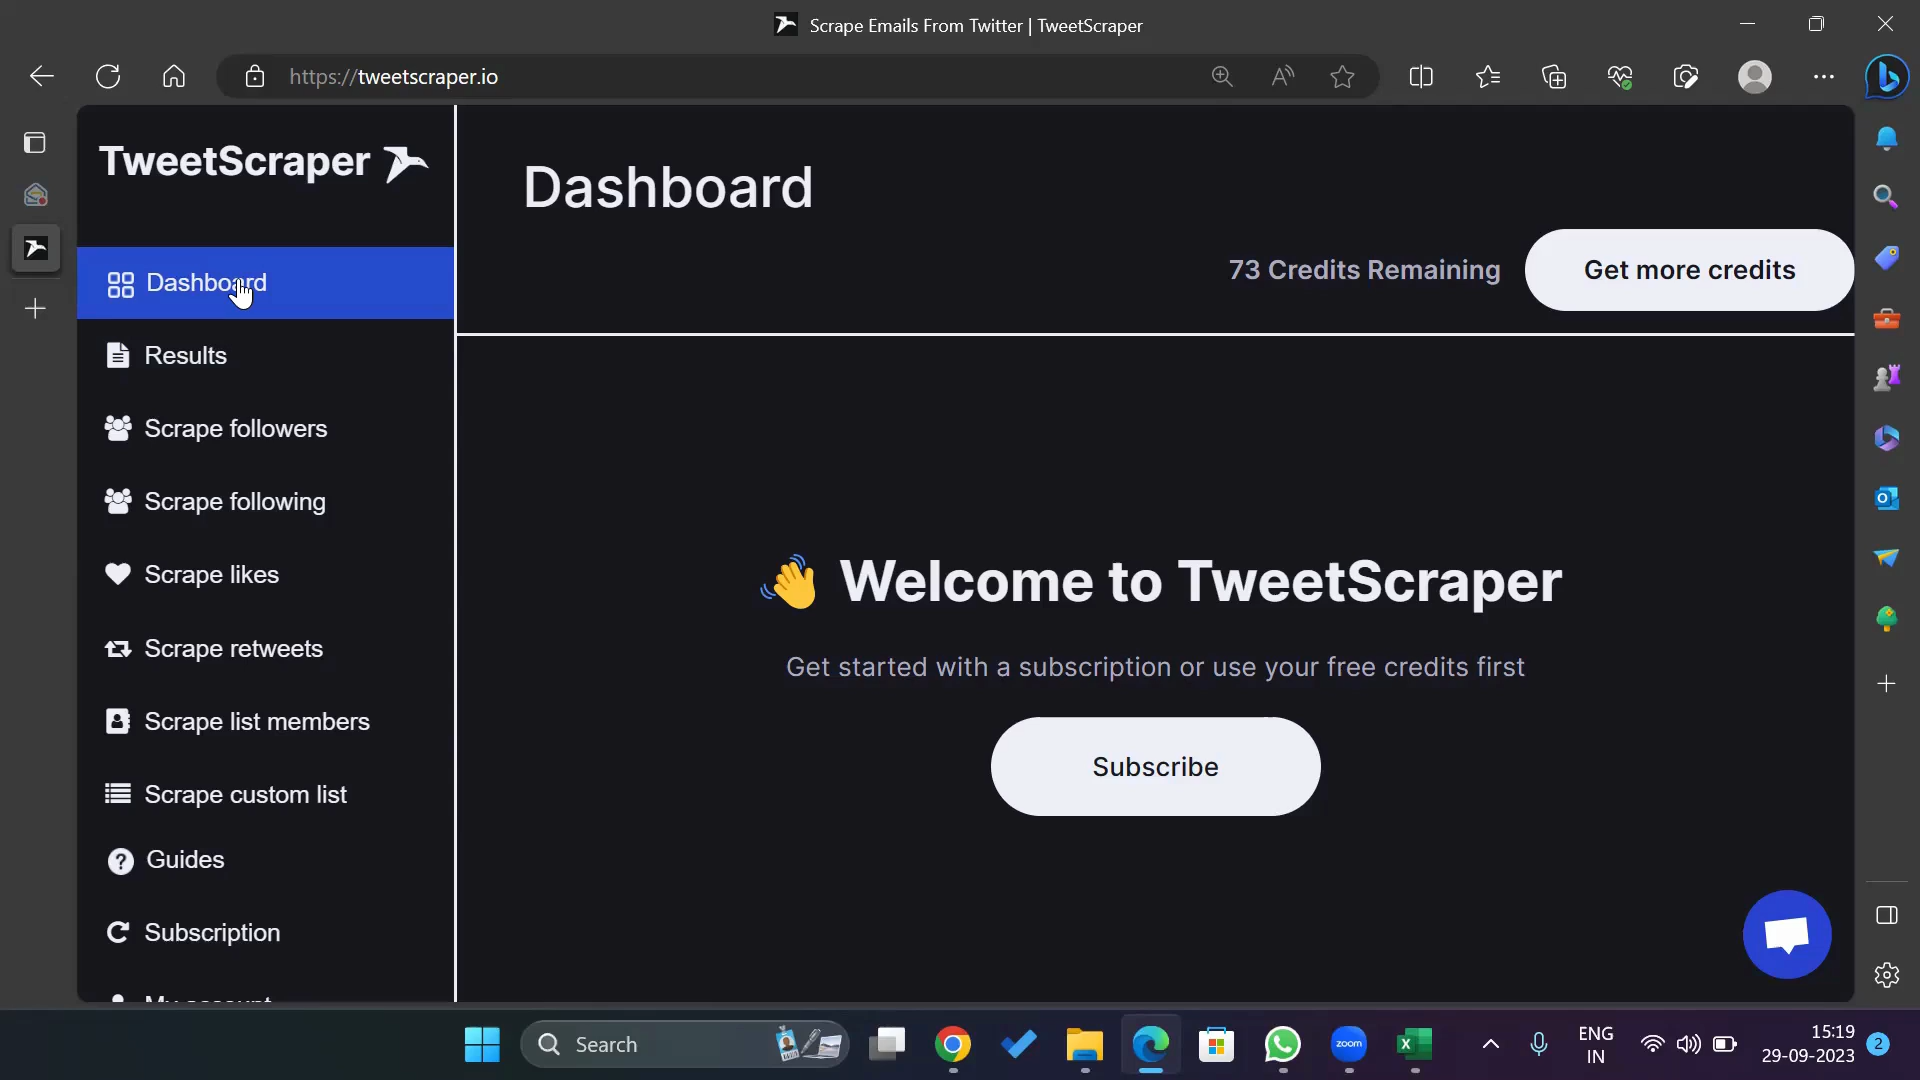 Scrape Emails From Twitter | TweetScraper
https://tweetscraper.io
TweetScraper
Dashboard
Results
Scrape followers
Scrape following
Scrape likes
Scrape retweets
Scrape list members
Scrape custom list
Guides
Subscription
My account
Dashboard
73 Credits Remaining
Get more credits
👋 Welcome to TweetScraper
Get started with a subscription or use your free credits first
Subscribe
Search
zoom
ENG
IN
15:19
29-09-2023
2